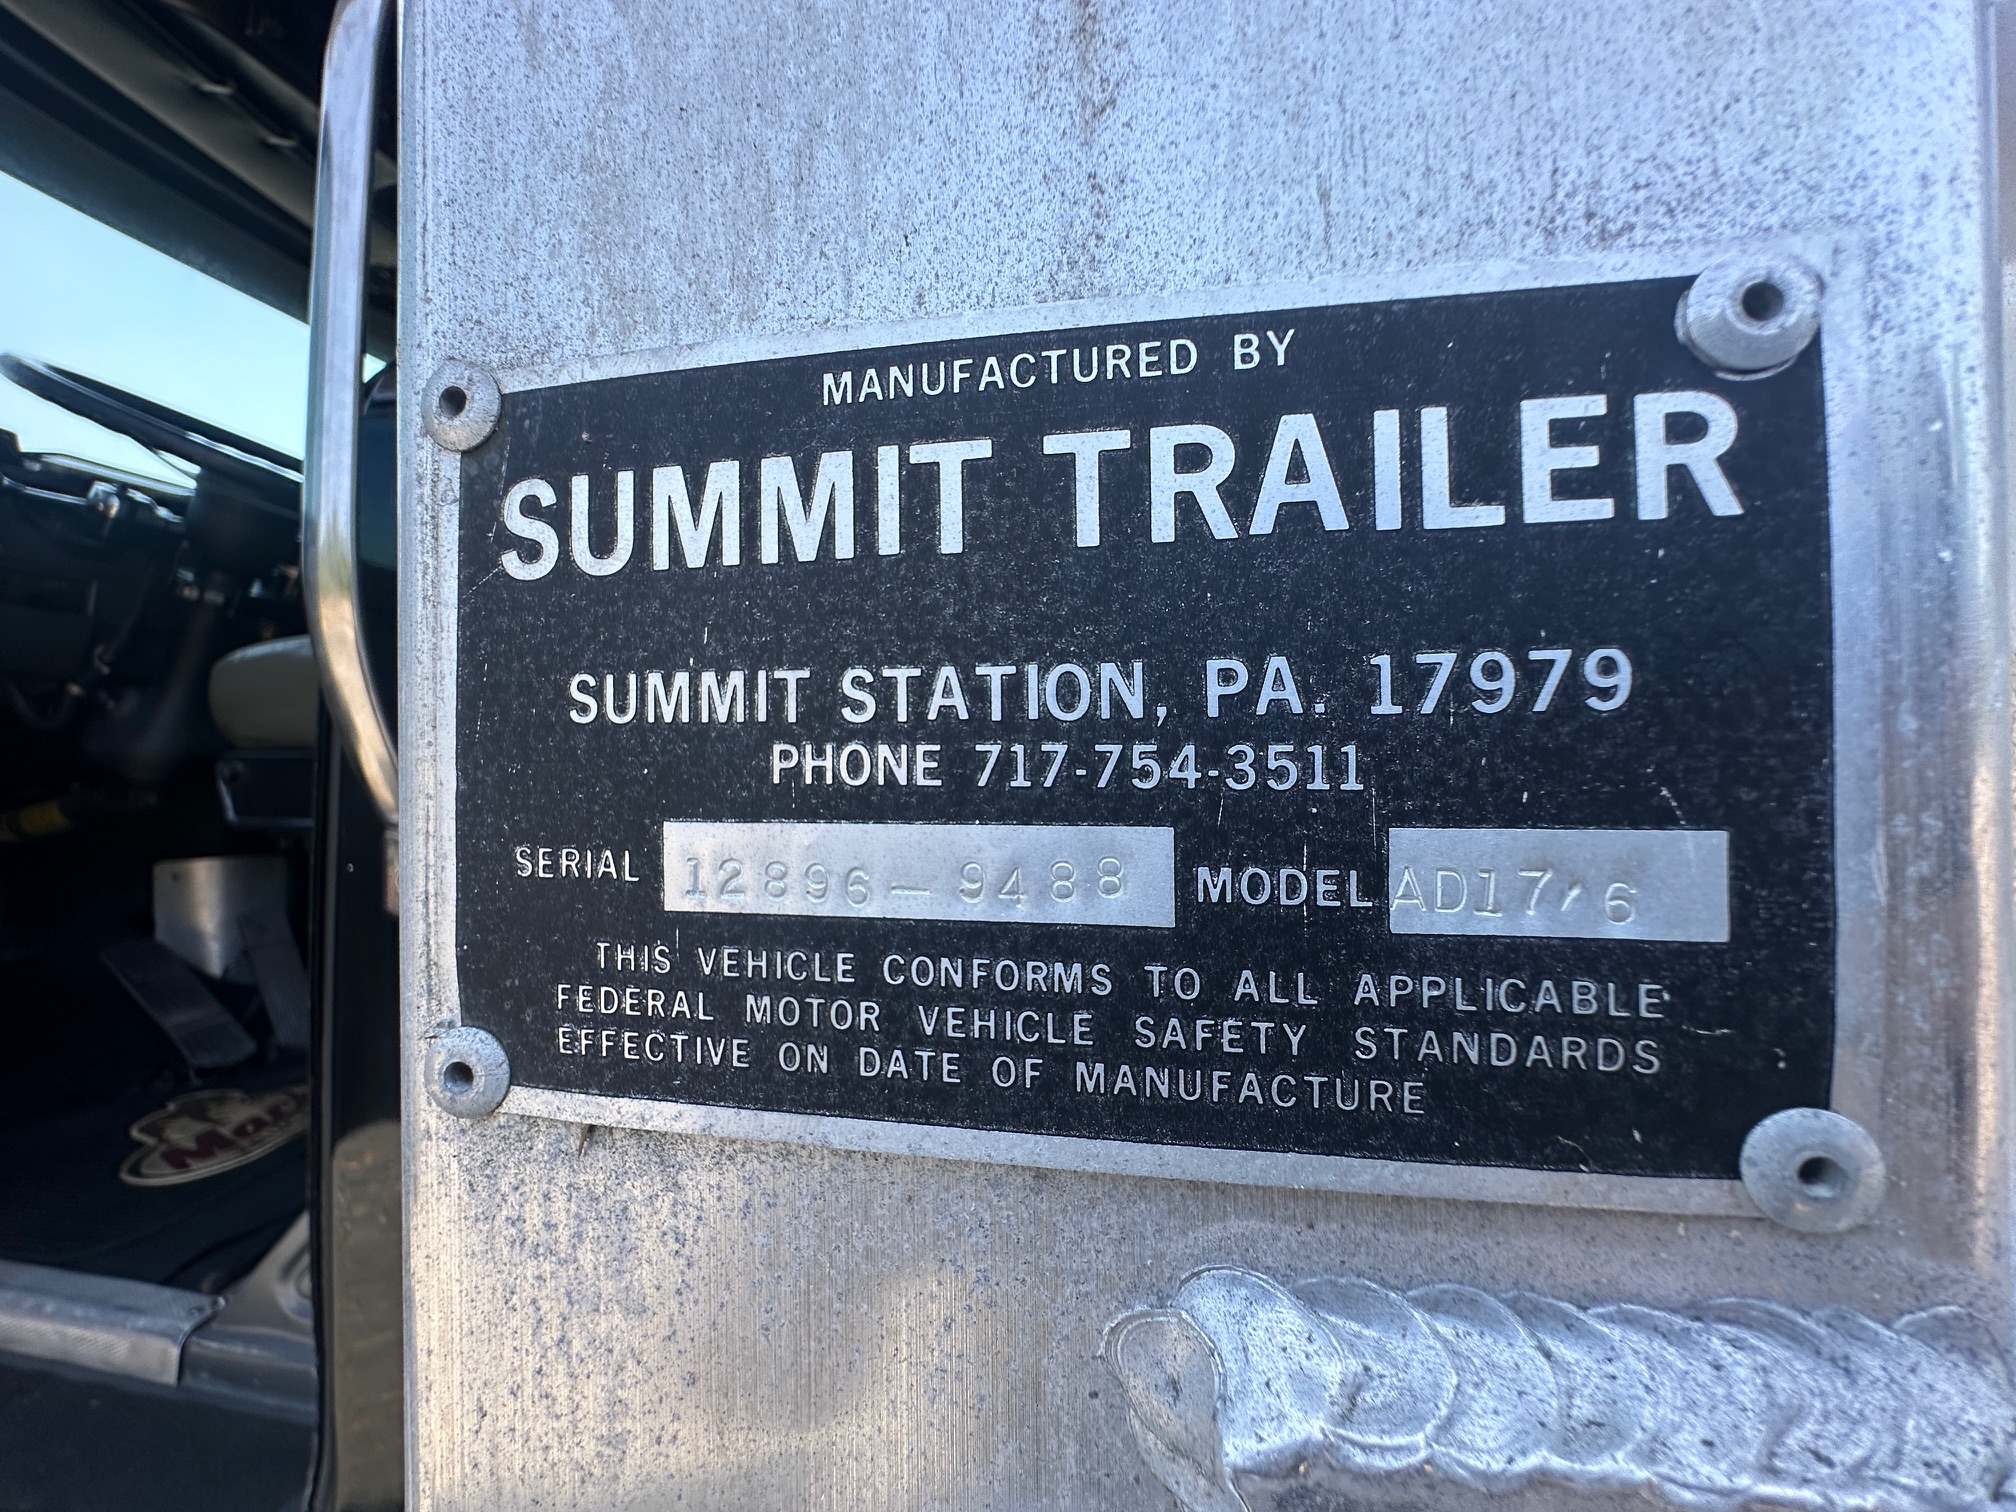 MANUFACTURED BY
SUMMIT TRAILER
SUMMIT STATION, PA. 17979
PHONE 717-754-3511
SERIAL 12896-9488 MODEL AD17'6
THIS VEHICLE CONFORMS TO ALL APPLICABLE
FEDERAL MOTOR VEHICLE SAFETY STANDARDS
EFFECTIVE ON DATE OF MANUFACTURE
Mack